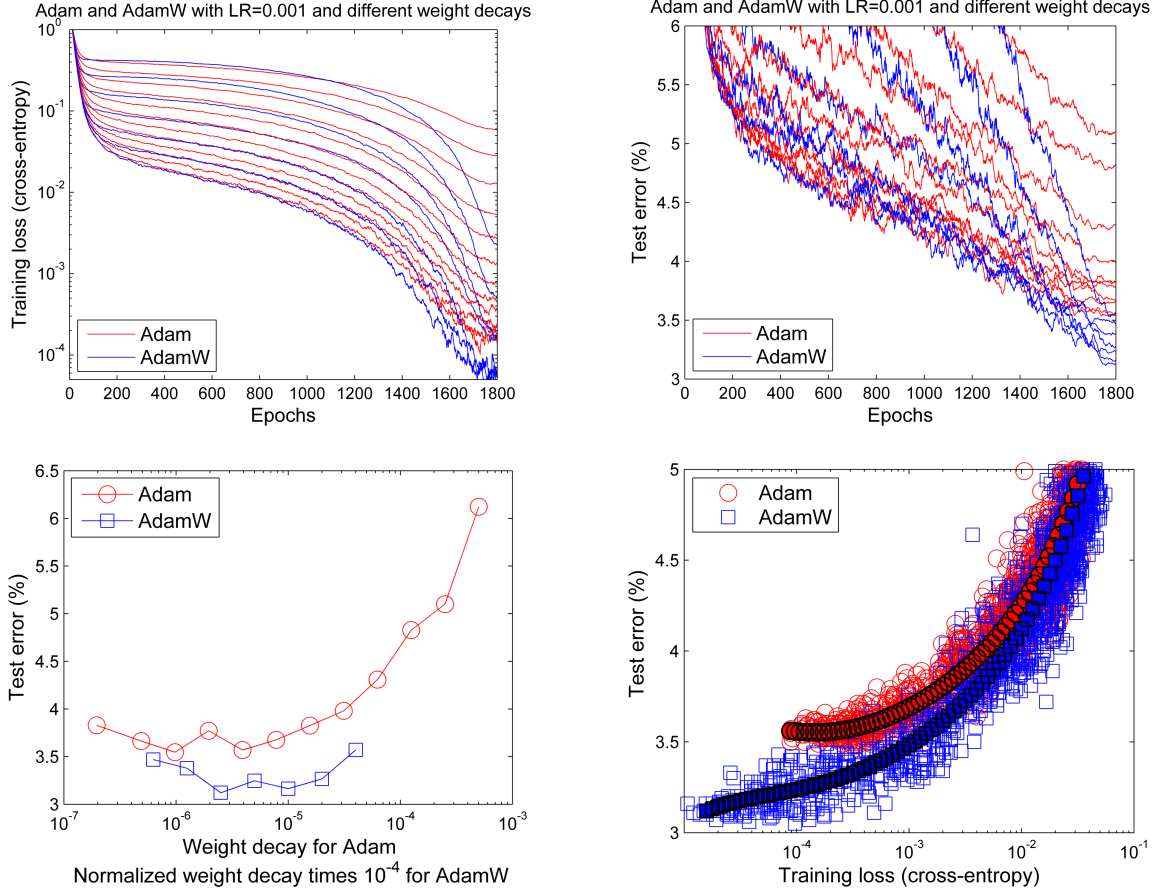 Adam and AdamW with LR=0.001 and different weight decays
10^0
10^-1
10^-2
10^-3
10^-4
Training loss (cross-entropy)
Adam
AdamW
0 200 400 600 800 1000 1200 1400 1600 1800
Epochs
Adam and AdamW with LR=0.001 and different weight decays
6
5.5
5
4.5
4
3.5
3
Test error (%)
Adam
AdamW
0 200 400 600 800 1000 1200 1400 1600 1800
Epochs
6.5
6
5.5
5
4.5
4
3.5
3
Test error (%)
Adam
AdamW
10^-7 10^-6 10^-5 10^-4 10^-3
Weight decay for Adam
Normalized weight decay times 10^-4 for AdamW
5
4.5
4
3.5
3
Test error (%)
Adam
AdamW
10^-4 10^-3 10^-2 10^-1
Training loss (cross-entropy)